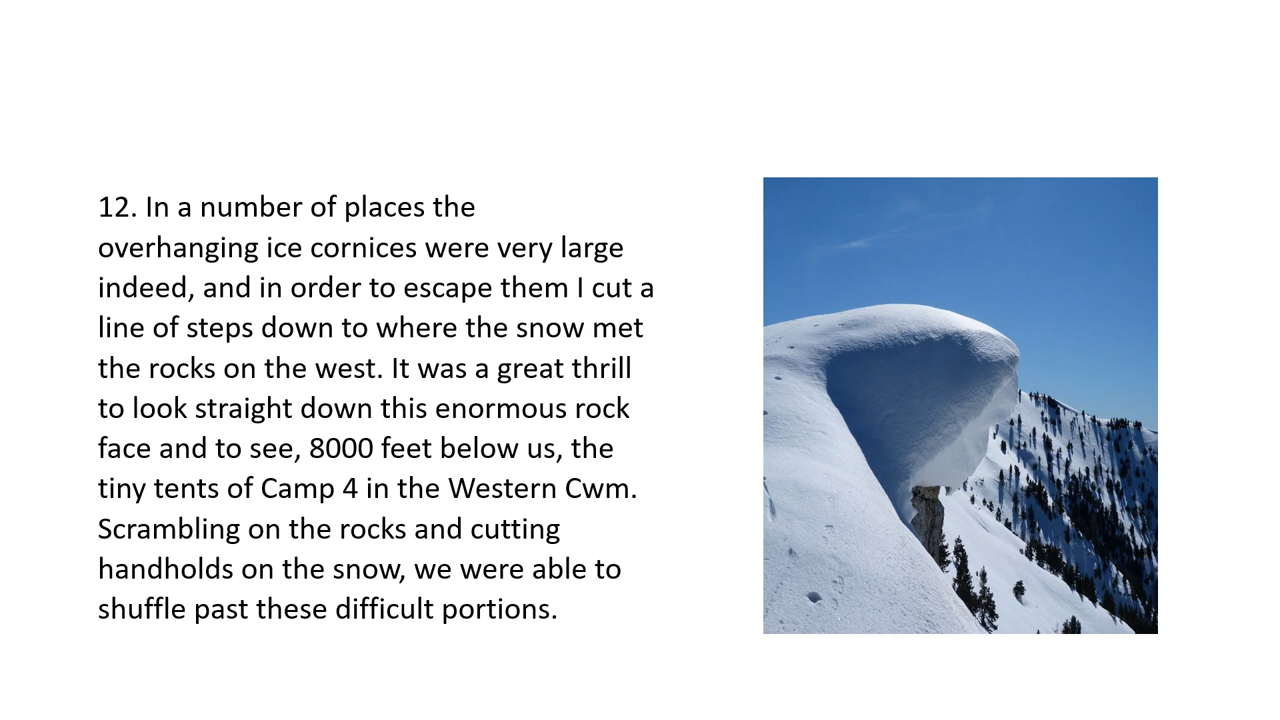 12. In a number of places the
overhanging ice cornices were very large
indeed, and in order to escape them I cut a
line of steps down to where the snow met
the rocks on the west. It was a great thrill
to look straight down this enormous rock
face and to see, 8000 feet below us, the
tiny tents of Camp 4 in the Western Cwm.
Scrambling on the rocks and cutting
handholds on the snow, we were able to
shuffle past these difficult portions.